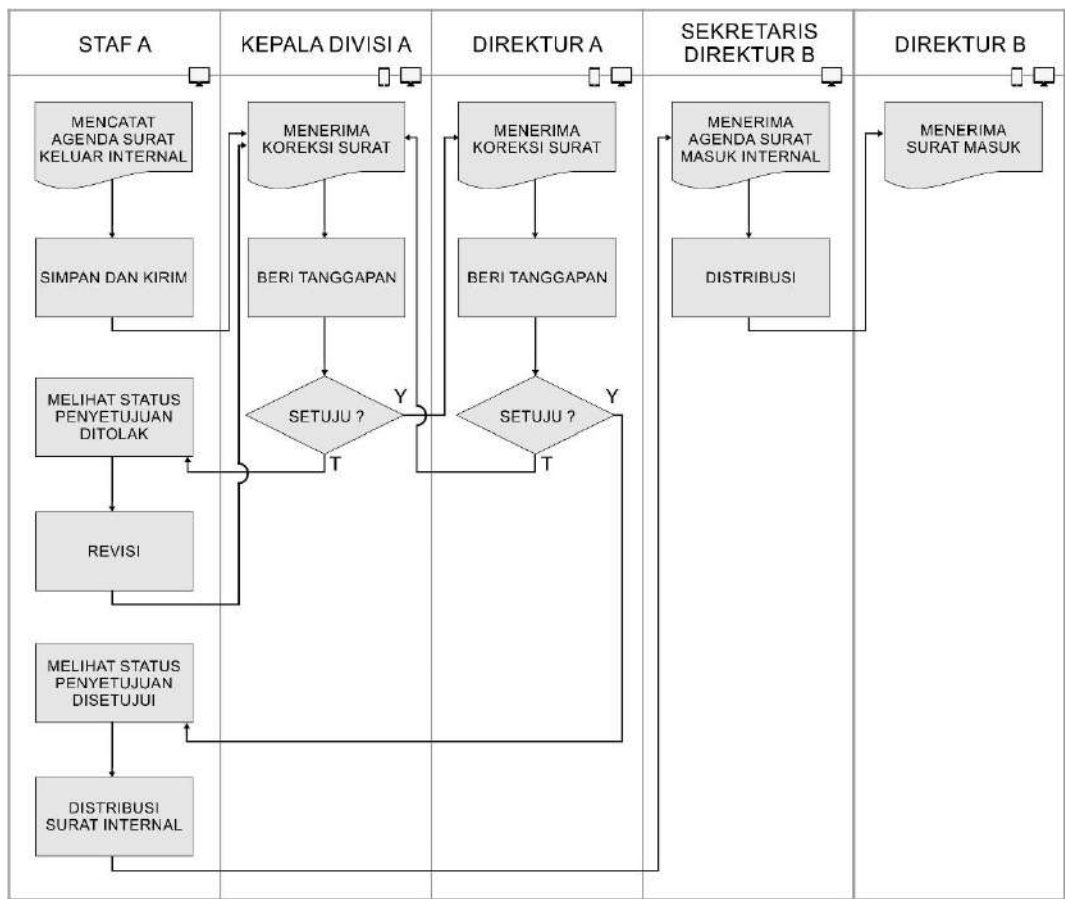 STAF A
KEPALA DIVISI A
DIREKTUR A
SEKRETARIS
DIREKTUR B
DIREKTUR B
MENCATAT
AGENDA SURAT
KELUAR INTERNAL
SIMPAN DAN KIRIM
MELIHAT STATUS
PENYETUJUAN
DITOLAK
REVISI
MELIHAT STATUS
PENYETUJUAN
DISETUJUI
DISTRIBUSI
SURAT INTERNAL
MENERIMA
KOREKSI SURAT
BERI TANGGAPAN
SETUJU ?
Y
T
MENERIMA
KOREKSI SURAT
BERI TANGGAPAN
SETUJU ?
Y
T
MENERIMA
AGENDA SURAT
MASUK INTERNAL
DISTRIBUSI
MENERIMA
SURAT MASUK